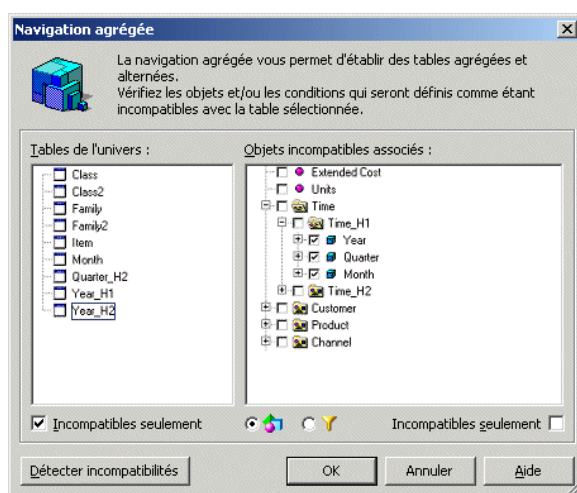 Navigation agrégée
La navigation agrégée vous permet d'établir des tables agrégées et
alternées.
Vérifiez les objets et/ou les conditions qui seront définis comme étant
incompatibles avec la table sélectionnée.
Tables de l'univers :
Class
Class2
Family
Family2
Item
Month
Quarter_H2
Year_H1
Year_H2
Objets incompatibles associés :
Extended Cost
Units
Time
Time_H1
Year
Quarter
Month
Time_H2
Customer
Product
Channel
Incompatibles seulement
Incompatibles seulement
Détecter incompatibilités
OK
Annuler
Aide